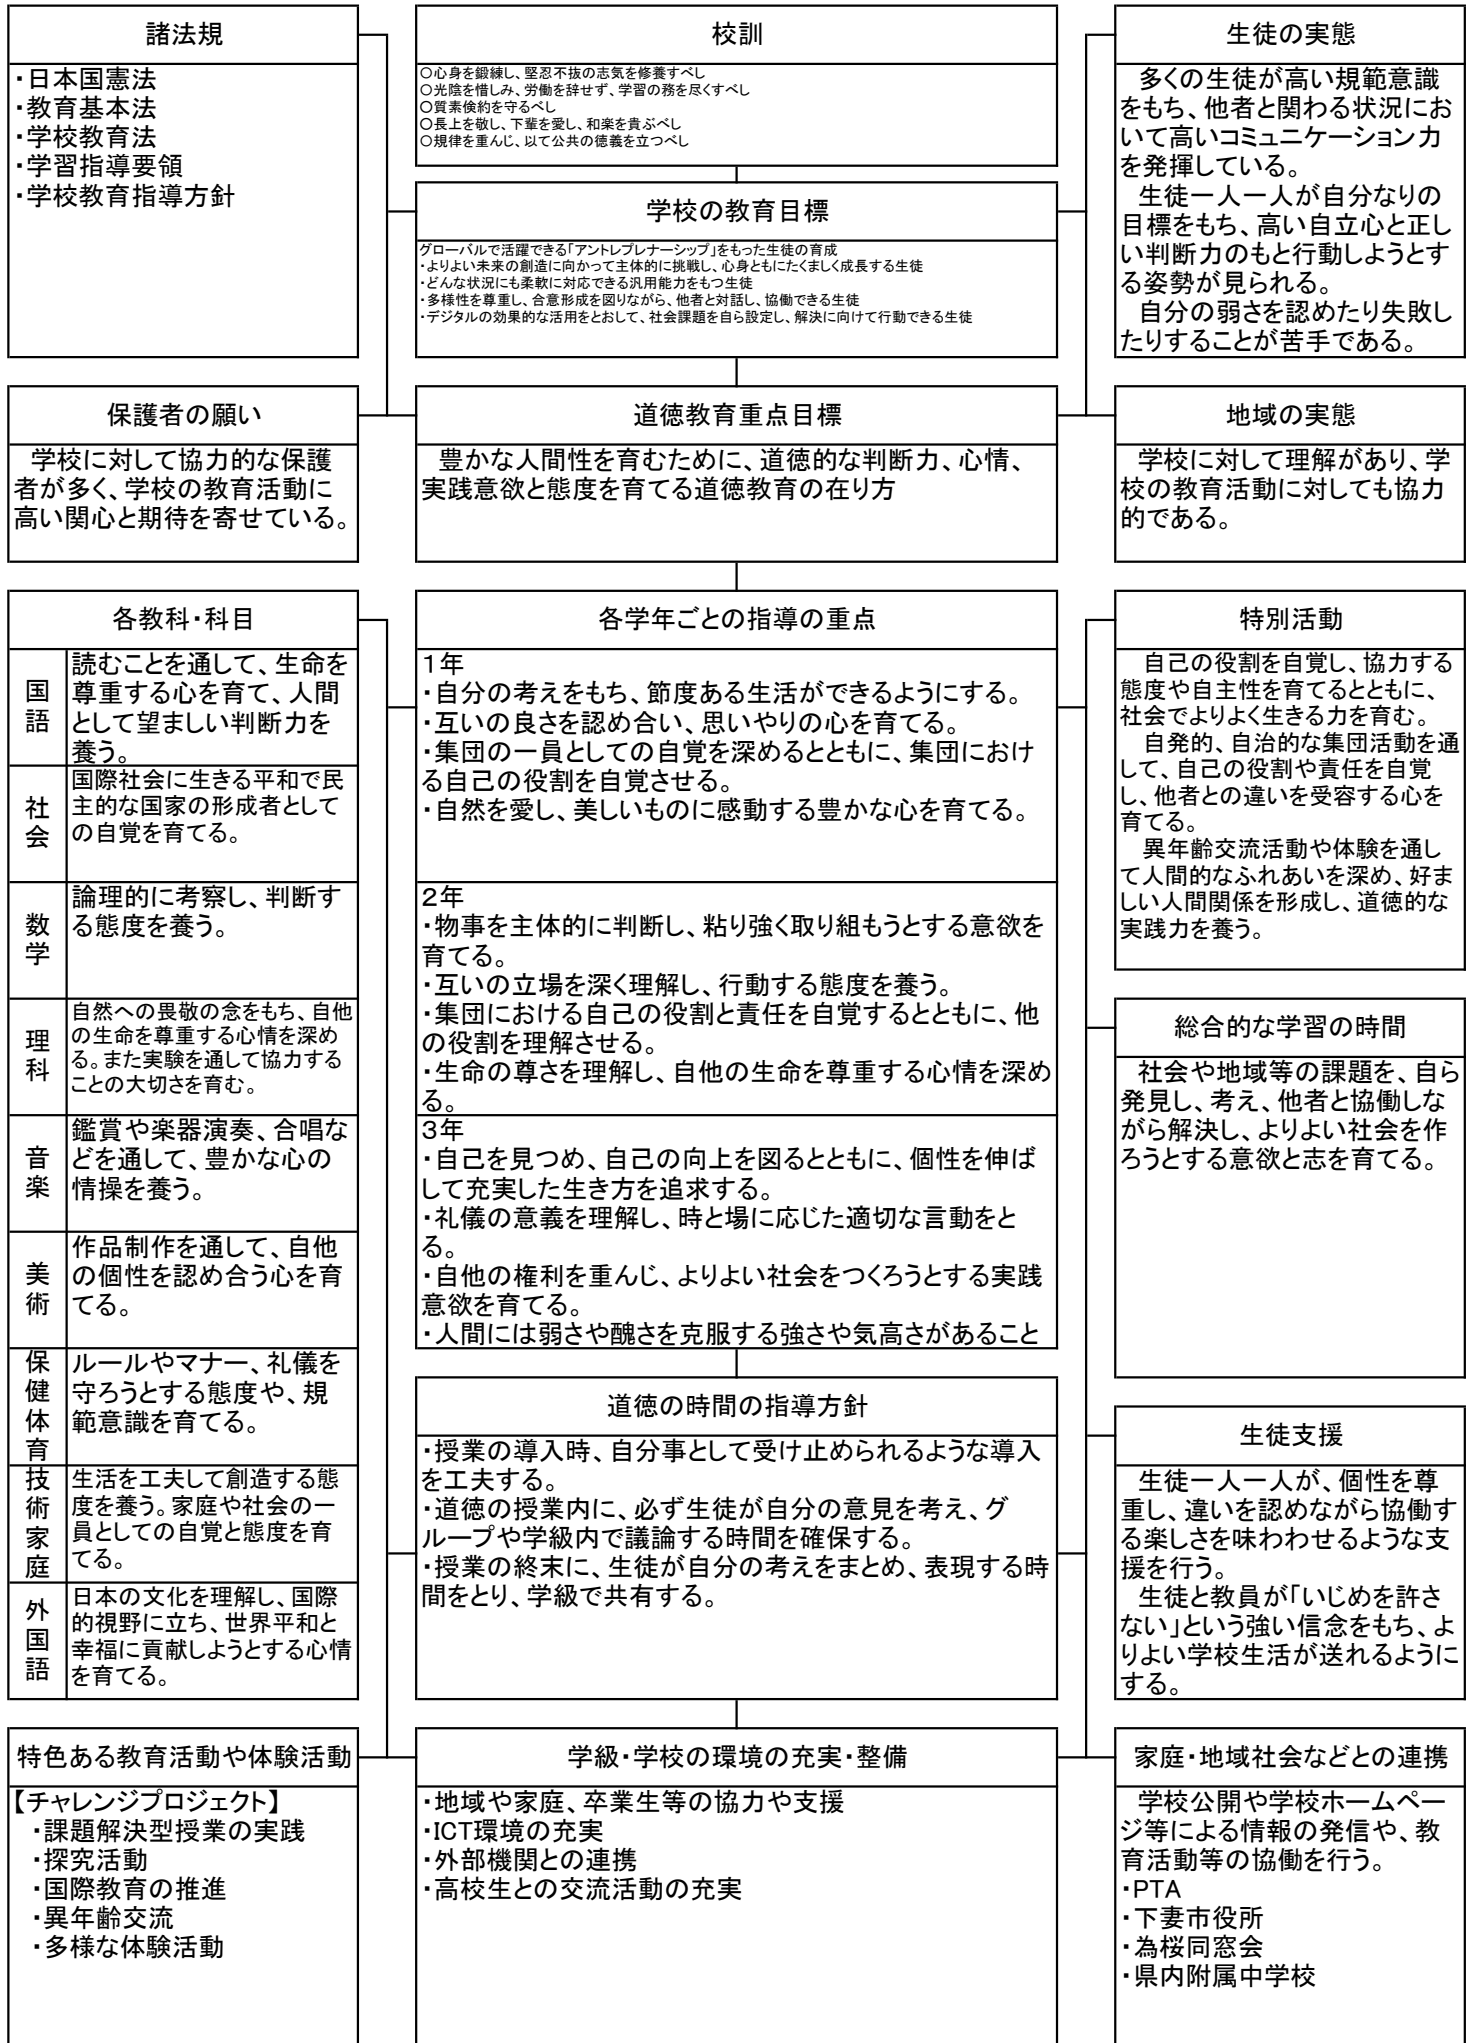 諸法規
・日本国憲法
・教育基本法
・学校教育法
・学習指導要領
・学校教育指導方針
校訓
○心身を鍛練し、堅忍不抜の志気を修養すべし
○光陰を惜しみ、労働を辞せず、学習の務を尽くすべし
○質素倹約を守るべし
○長上を敬し、下輩を愛し、和楽を貴ぶべし
○規律を重んじ、以て公共の徳義を立つべし
学校の教育目標
グローバルで活躍できる「アントレプレナーシップ」をもった生徒の育成
・よりよい未来の創造に向かって主体的に挑戦し、心身ともにたくましく成長する生徒
・どんな状況にも柔軟に対応できる汎用能力をもつ生徒
・多様性を尊重し、合意形成を図りながら、他者と対話し、協働できる生徒
・デジタルの効果的な活用をとおして、社会課題を自ら設定し、解決に向けて行動できる生徒
生徒の実態
多くの生徒が高い規範意識
をもち、他者と関わる状況にお
いて高いコミュニケーション力
を発揮している。
生徒一人一人が自分なりの
目標をもち、高い自立心と正し
い判断力のもと行動しようとす
る姿勢が見られる。
自分の弱さを認めたり失敗し
たりすることが苦手である。
保護者の願い
学校に対して協力的な保護
者が多く、学校の教育活動に
高い関心と期待を寄せている。
道徳教育重点目標
豊かな人間性を育むために、道徳的な判断力、心情、
実践意欲と態度を育てる道徳教育の在り方
地域の実態
学校に対して理解があり、学
校の教育活動に対しても協力
的である。
各教科・科目
国語
読むことを通して、生命を
尊重する心を育て、人間
として望ましい判断力を
養う。
社会
国際社会に生きる平和で民
主的な国家の形成者として
の自覚を育てる。
数学
論理的に考察し、判断す
る態度を養う。
理科
自然への畏敬の念をもち、自他
の生命を尊重する心情を深め
る。また実験を通して協力する
ことの大切さを育む。
音楽
鑑賞や楽器演奏、合唱な
どを通して、豊かな心の
情操を養う。
美術
作品制作を通して、自他
の個性を認め合う心を育
てる。
保健体育
ルールやマナー、礼儀を
守ろうとする態度や、規
範意識を育てる。
技術家庭
生活を工夫して創造する態
度を養う。家庭や社会の一
員としての自覚と態度を育
てる。
外国語
日本の文化を理解し、国際
的視野に立ち、世界平和と
幸福に貢献しようとする心情
を育てる。
各学年ごとの指導の重点
1年
・自分の考えをもち、節度ある生活ができるようにする。
・互いの良さを認め合い、思いやりの心を育てる。
・集団の一員としての自覚を深めるとともに、集団におけ
る自己の役割を自覚させる。
・自然を愛し、美しいものに感動する豊かな心を育てる。
2年
・物事を主体的に判断し、粘り強く取り組もうとする意欲を
育てる。
・互いの立場を深く理解し、行動する態度を養う。
・集団における自己の役割と責任を自覚するとともに、他
の役割を理解させる。
・生命の尊さを理解し、自他の生命を尊重する心情を深め
る。
3年
・自己を見つめ、自己の向上を図るとともに、個性を伸ば
して充実した生き方を追求する。
・礼儀の意義を理解し、時と場に応じた適切な言動をと
る。
・自他の権利を重んじ、よりよい社会をつくろうとする実践
意欲を育てる。
・人間には弱さや醜さを克服する強さや気高さがあること
道徳の時間の指導方針
・授業の導入時、自分事として受け止められるような導入
を工夫する。
・道徳の授業内に、必ず生徒が自分の意見を考え、グ
ループや学級内で議論する時間を確保する。
・授業の終末に、生徒が自分の考えをまとめ、表現する時
間をとり、学級で共有する。
特別活動
自己の役割を自覚し、協力する
態度や自主性を育てるとともに、
社会でよりよく生きる力を育む。
自発的、自治的な集団活動を通
して、自己の役割や責任を自覚
し、他者との違いを受容する心を
育てる。
異年齢交流活動や体験を通し
て人間的なふれあいを深め、好ま
しい人間関係を形成し、道徳的な
実践力を養う。
総合的な学習の時間
社会や地域等の課題を、自ら
発見し、考え、他者と協働しな
がら解決し、よりよい社会を作
ろうとする意欲と志を育てる。
生徒支援
生徒一人一人が、個性を尊
重し、違いを認めながら協働す
る楽しさを味わわせるような支
援を行う。
生徒と教員が「いじめを許さ
ない」という強い信念をもち、よ
りよい学校生活が送れるように
する。
特色ある教育活動や体験活動
【チャレンジプロジェクト】
・課題解決型授業の実践
・探究活動
・国際教育の推進
・異年齢交流
・多様な体験活動
学級・学校の環境の充実・整備
・地域や家庭、卒業生等の協力や支援
・ICT環境の充実
・外部機関との連携
・高校生との交流活動の充実
家庭・地域社会などとの連携
学校公開や学校ホームペー
ジ等による情報の発信や、教
育活動等の協働を行う。
・PTA
・下妻市役所
・為桜同窓会
・県内附属中学校